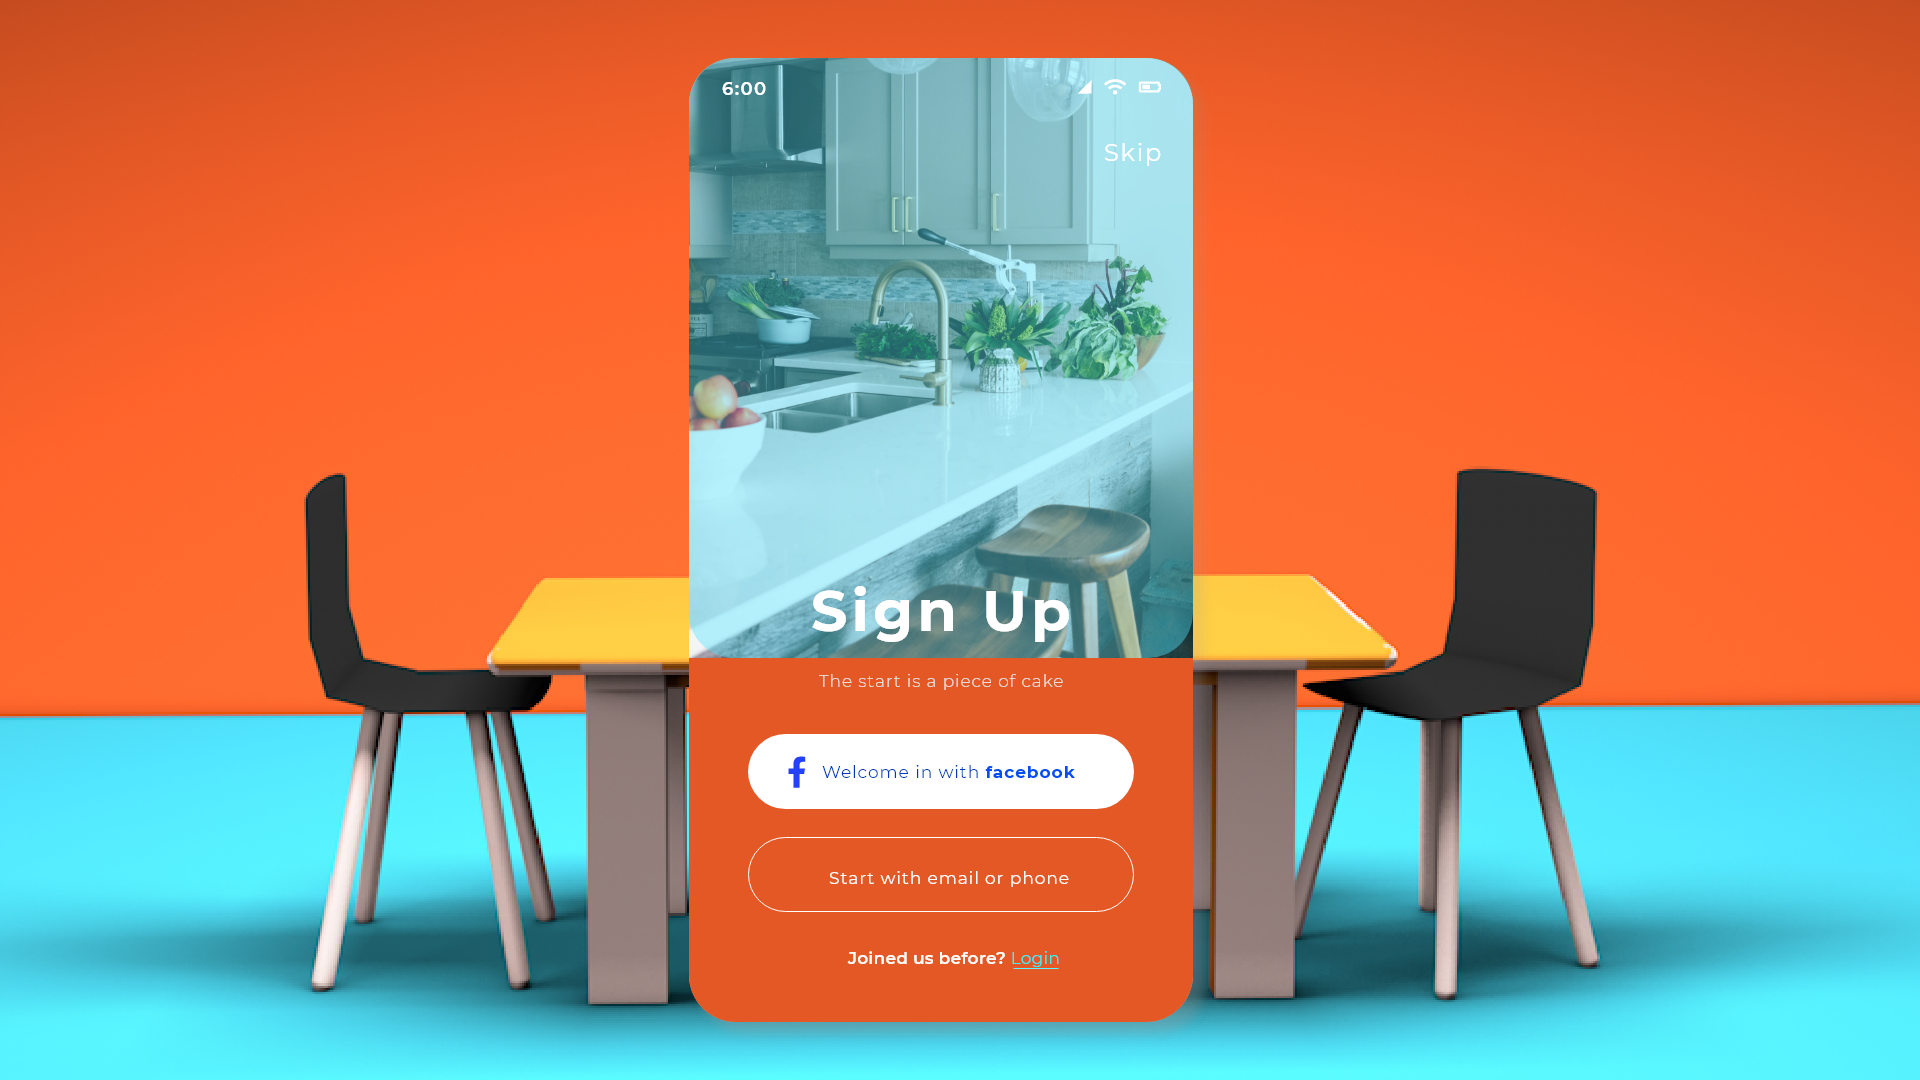 6:00
Skip
Sign Up
The start is a piece of cake
Welcome in with facebook
Start with email or phone
Joined us before? Login